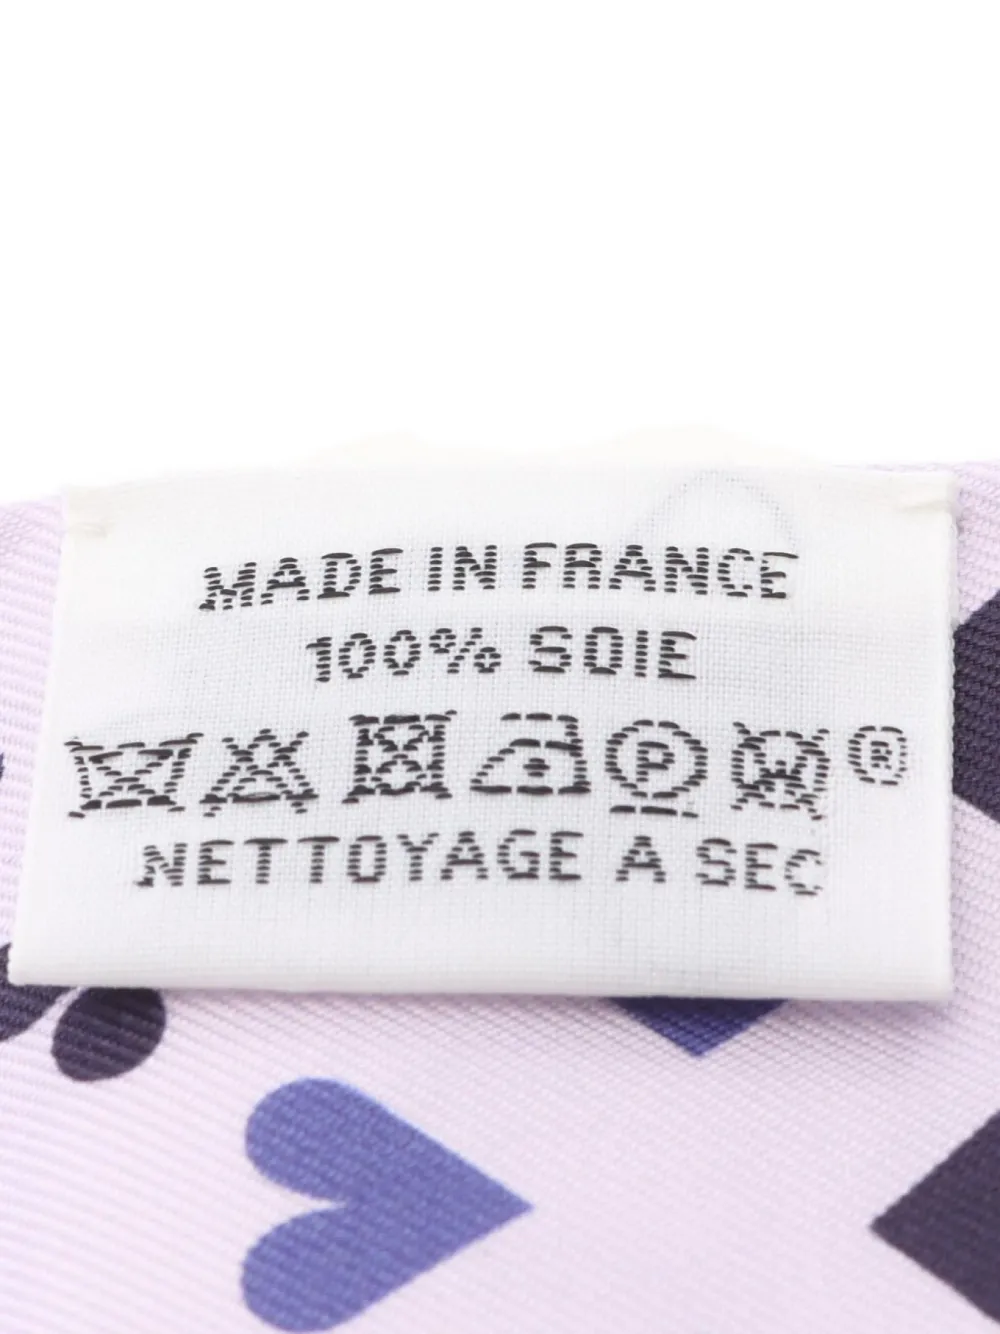 MADE IN FRANCE
100% SOIE
P W ®
NETTOYAGE A SEC